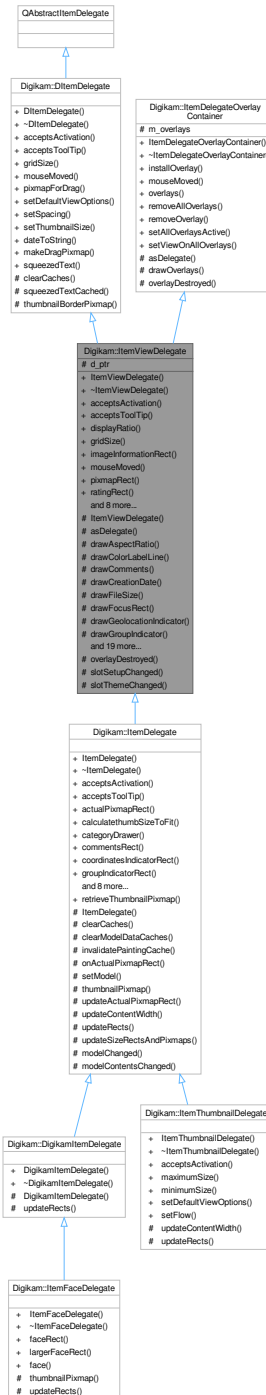 QAbstractItemDelegate
Digikam::DItemDelegate
+ DItemDelegate()
+ ~DItemDelegate()
+ acceptsActivation()
+ acceptsToolTip()
+ gridSize()
+ mouseMoved()
+ pixmapForDrag()
+ setDefaultViewOptions()
+ setSpacing()
+ setThumbnailSize()
+ dateToString()
+ makeDragPixmap()
+ squeezedText()
# clearCaches()
# squeezedTextCached()
# thumbnailBorderPixmap()
Digikam::ItemDelegateOverlay
Container
# m_overlays
+ ItemDelegateOverlayContainer()
+ ~ItemDelegateOverlayContainer
+ installOverlay()
+ mouseMoved()
+ overlays()
+ removeAllOverlays()
+ removeOverlay()
+ setAllOverlaysActive()
+ setViewOnAllOverlays()
# asDelegate()
# drawOverlays()
# overlayDestroyed()
Digikam::ItemViewDelegate
# d_ptr
+ ItemViewDelegate()
+ ~ItemViewDelegate()
+ acceptsActivation()
+ acceptsToolTip()
+ displayRatio()
+ gridSize()
+ imageInformationRect()
+ mouseMoved()
+ pixmapRect()
+ ratingRect()
and 8 more...
# ItemViewDelegate()
# asDelegate()
# drawAspectRatio()
# drawColorLabelLine()
# drawComments()
# drawCreationDate()
# drawFileSize()
# drawFocusRect()
# drawGeolocationIndicator()
# drawGroupIndicator()
and 19 more...
# overlayDestroyed()
# slotSetupChanged()
# slotThemeChanged()
Digikam::ItemDelegate
+ ItemDelegate()
+ ~ItemDelegate()
+ acceptsActivation()
+ acceptsToolTip()
+ actualPixmapRect()
+ calculatethumbSizeToFit()
+ categoryDrawer()
+ commentsRect()
+ coordinatesIndicatorRect()
+ groupIndicatorRect()
and 8 more...
+ retrieveThumbnailPixmap()
# ItemDelegate()
# clearCaches()
# clearModelDataCaches()
# invalidatePaintingCache()
# onActualPixmapRect()
# setModel()
# thumbnailPixmap()
# updateActualPixmapRect()
# updateContentWidth()
# updateRects()
# updateSizeRectsAndPixmaps()
# modelChanged()
# modelContentsChanged()
Digikam::DigikamItemDelegate
+ DigikamItemDelegate()
+ ~DigikamItemDelegate()
# DigikamItemDelegate()
# updateRects()
Digikam::ItemThumbnailDelegate
+ ItemThumbnailDelegate()
+ ~ItemThumbnailDelegate()
+ acceptsActivation()
+ maximumSize()
+ minimumSize()
+ setDefaultViewOptions()
+ setFlow()
# updateContentWidth()
# updateRects()
Digikam::ItemFaceDelegate
+ ItemFaceDelegate()
+ ~ItemFaceDelegate()
+ faceRect()
+ largerFaceRect()
+ face()
# thumbnailPixmap()
# updateRects()